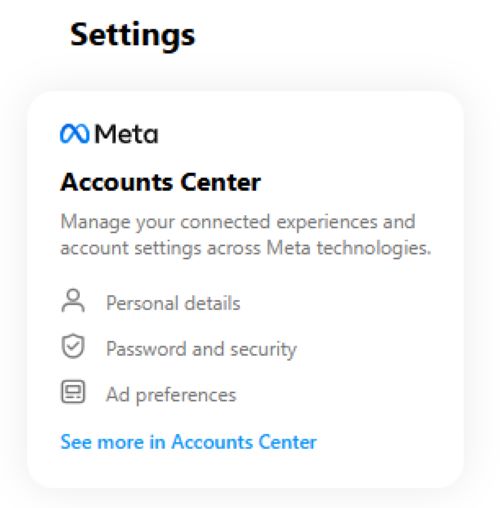 Settings
Meta
Accounts Center
Manage your connected experiences and
account settings across Meta technologies.
Personal details
Password and security
Ad preferences
See more in Accounts Center